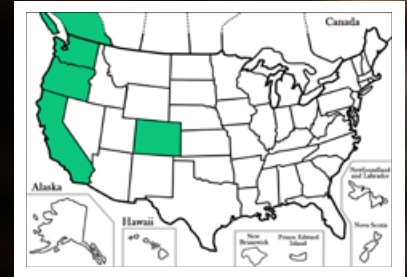 Canada
Newfoundland
and Labrador
Alaska
Hawaii
New
Brunswick
Prince Edward
Island
Nova Scotia